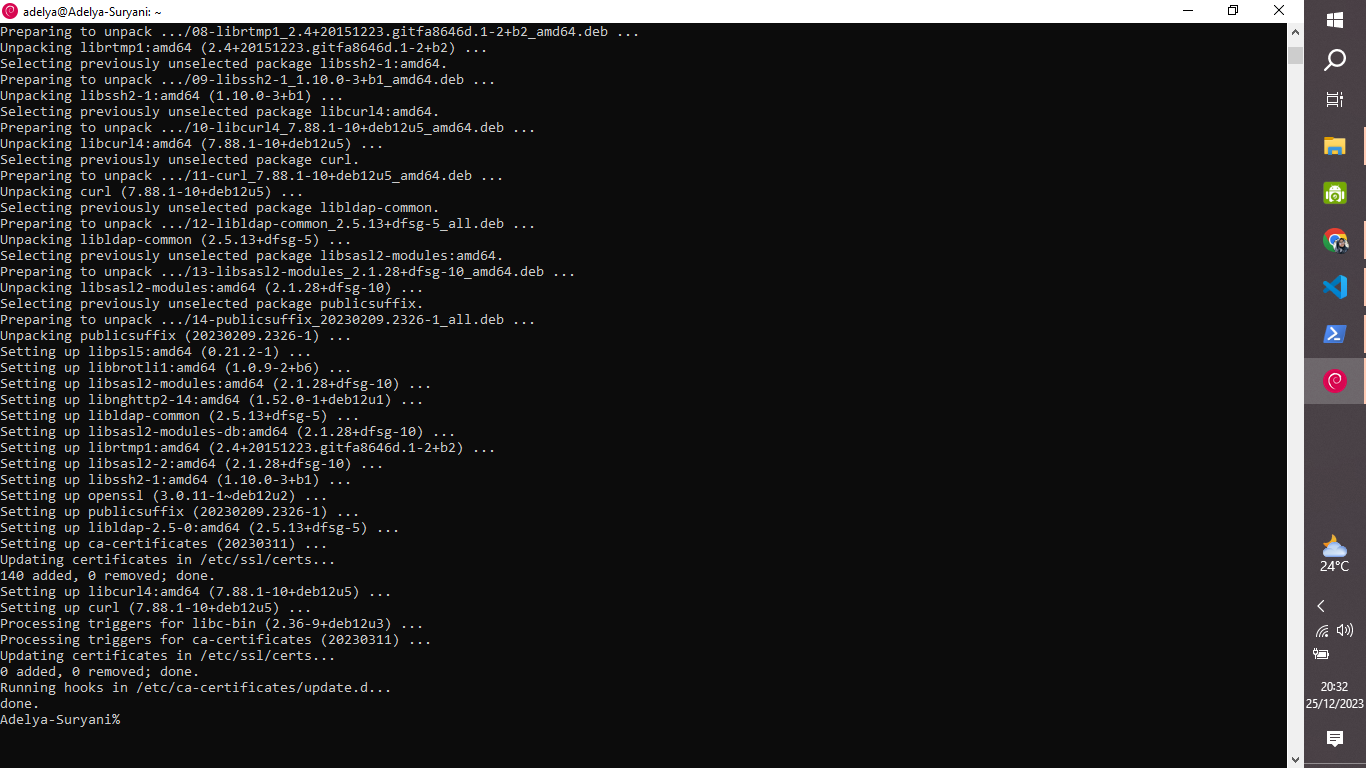 adelya@Adelya-Suryani: ~
Preparing to unpack .../08-librtmp1_2.4+20151223.gitfa8646d.1-2+b2_amd64.deb ...
Unpacking librtmp1:amd64 (2.4+20151223.gitfa8646d.1-2+b2) ...
Selecting previously unselected package libssh2-1:amd64.
Preparing to unpack .../09-libssh2-1_1.10.0-3+b1_amd64.deb ...
Unpacking libssh2-1:amd64 (1.10.0-3+b1) ...
Selecting previously unselected package libcurl4:amd64.
Preparing to unpack .../10-libcurl4_7.88.1-10+deb12u5_amd64.deb ...
Unpacking libcurl4:amd64 (7.88.1-10+deb12u5) ...
Selecting previously unselected package curl.
Preparing to unpack .../11-curl_7.88.1-10+deb12u5_amd64.deb ...
Unpacking curl (7.88.1-10+deb12u5) ...
Selecting previously unselected package libldap-common.
Preparing to unpack .../12-libldap-common_2.5.13+dfsg-5_all.deb ...
Unpacking libldap-common (2.5.13+dfsg-5) ...
Selecting previously unselected package libsasl2-modules:amd64.
Preparing to unpack .../13-libsasl2-modules_2.1.28+dfsg-10_amd64.deb ...
Unpacking libsasl2-modules:amd64 (2.1.28+dfsg-10) ...
Selecting previously unselected package publicsuffix.
Preparing to unpack .../14-publicsuffix_20230209.2326-1_all.deb ...
Unpacking publicsuffix (20230209.2326-1) ...
Setting up libpsl5:amd64 (0.21.2-1) ...
Setting up libbrotli1:amd64 (1.0.9-2+b6) ...
Setting up libsasl2-modules:amd64 (2.1.28+dfsg-10) ...
Setting up libnghttp2-14:amd64 (1.52.0-1+deb12u1) ...
Setting up libldap-common (2.5.13+dfsg-5) ...
Setting up libsasl2-modules-db:amd64 (2.1.28+dfsg-10) ...
Setting up librtmp1:amd64 (2.4+20151223.gitfa8646d.1-2+b2) ...
Setting up libsasl2-2:amd64 (2.1.28+dfsg-10) ...
Setting up libssh2-1:amd64 (1.10.0-3+b1) ...
Setting up openssl (3.0.11-1~deb12u2) ...
Setting up publicsuffix (20230209.2326-1) ...
Setting up libldap-2.5-0:amd64 (2.5.13+dfsg-5) ...
Setting up ca-certificates (20230311) ...
Updating certificates in /etc/ssl/certs...
140 added, 0 removed; done.
Setting up libcurl4:amd64 (7.88.1-10+deb12u5) ...
Setting up curl (7.88.1-10+deb12u5) ...
Processing triggers for libc-bin (2.36-9+deb12u3) ...
Processing triggers for ca-certificates (20230311) ...
Updating certificates in /etc/ssl/certs...
0 added, 0 removed; done.
Running hooks in /etc/ca-certificates/update.d...
done.
Adelya-Suryani%
24°C
20:32
25/12/2023